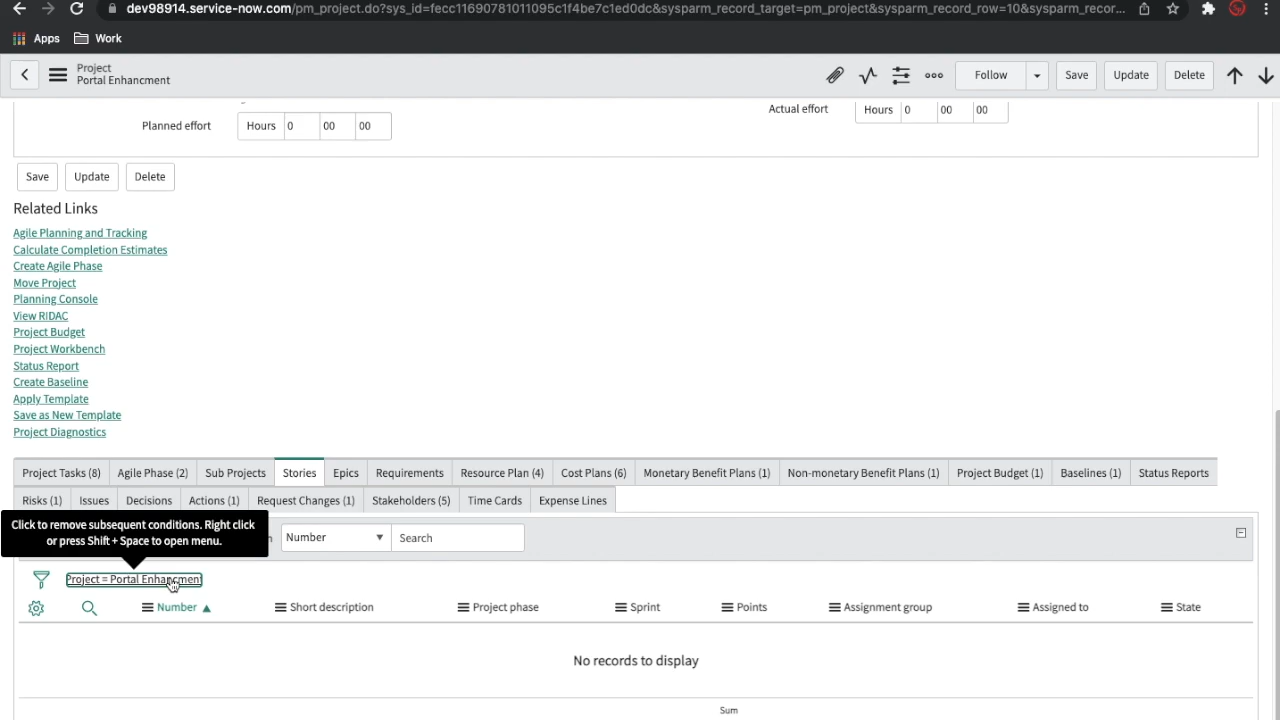 dev98914.service-now.com/pm_project.do?sys_id=fecc11690781011095c1f4be7c1ed0dc&sysparm_record_target=pm_project&sysparm_record_row=10&sysparm_recor...
Apps Work
Project
Portal Enhancment
Follow Save Update Delete
Actual effort Hours 0 00 00
Planned effort Hours 0 00 00
Save Update Delete
Related Links
Agile Planning and Tracking
Calculate Completion Estimates
Create Agile Phase
Move Project
Planning Console
View RIDAC
Project Budget
Project Workbench
Status Report
Create Baseline
Apply Template
Save as New Template
Project Diagnostics
Project Tasks (8) Agile Phase (2) Sub Projects Stories Epics Requirements Resource Plan (4) Cost Plans (6) Monetary Benefit Plans (1) Non-monetary Benefit Plans (1) Project Budget (1) Baselines (1) Status Reports
Risks (1) Issues Decisions Actions (1) Request Changes (1) Stakeholders (5) Time Cards Expense Lines
Click to remove subsequent conditions. Right click
or press Shift + Space to open menu.
Number Search
Project = Portal Enhancment
Number Short description Project phase Sprint Points Assignment group Assigned to State
No records to display
Sum